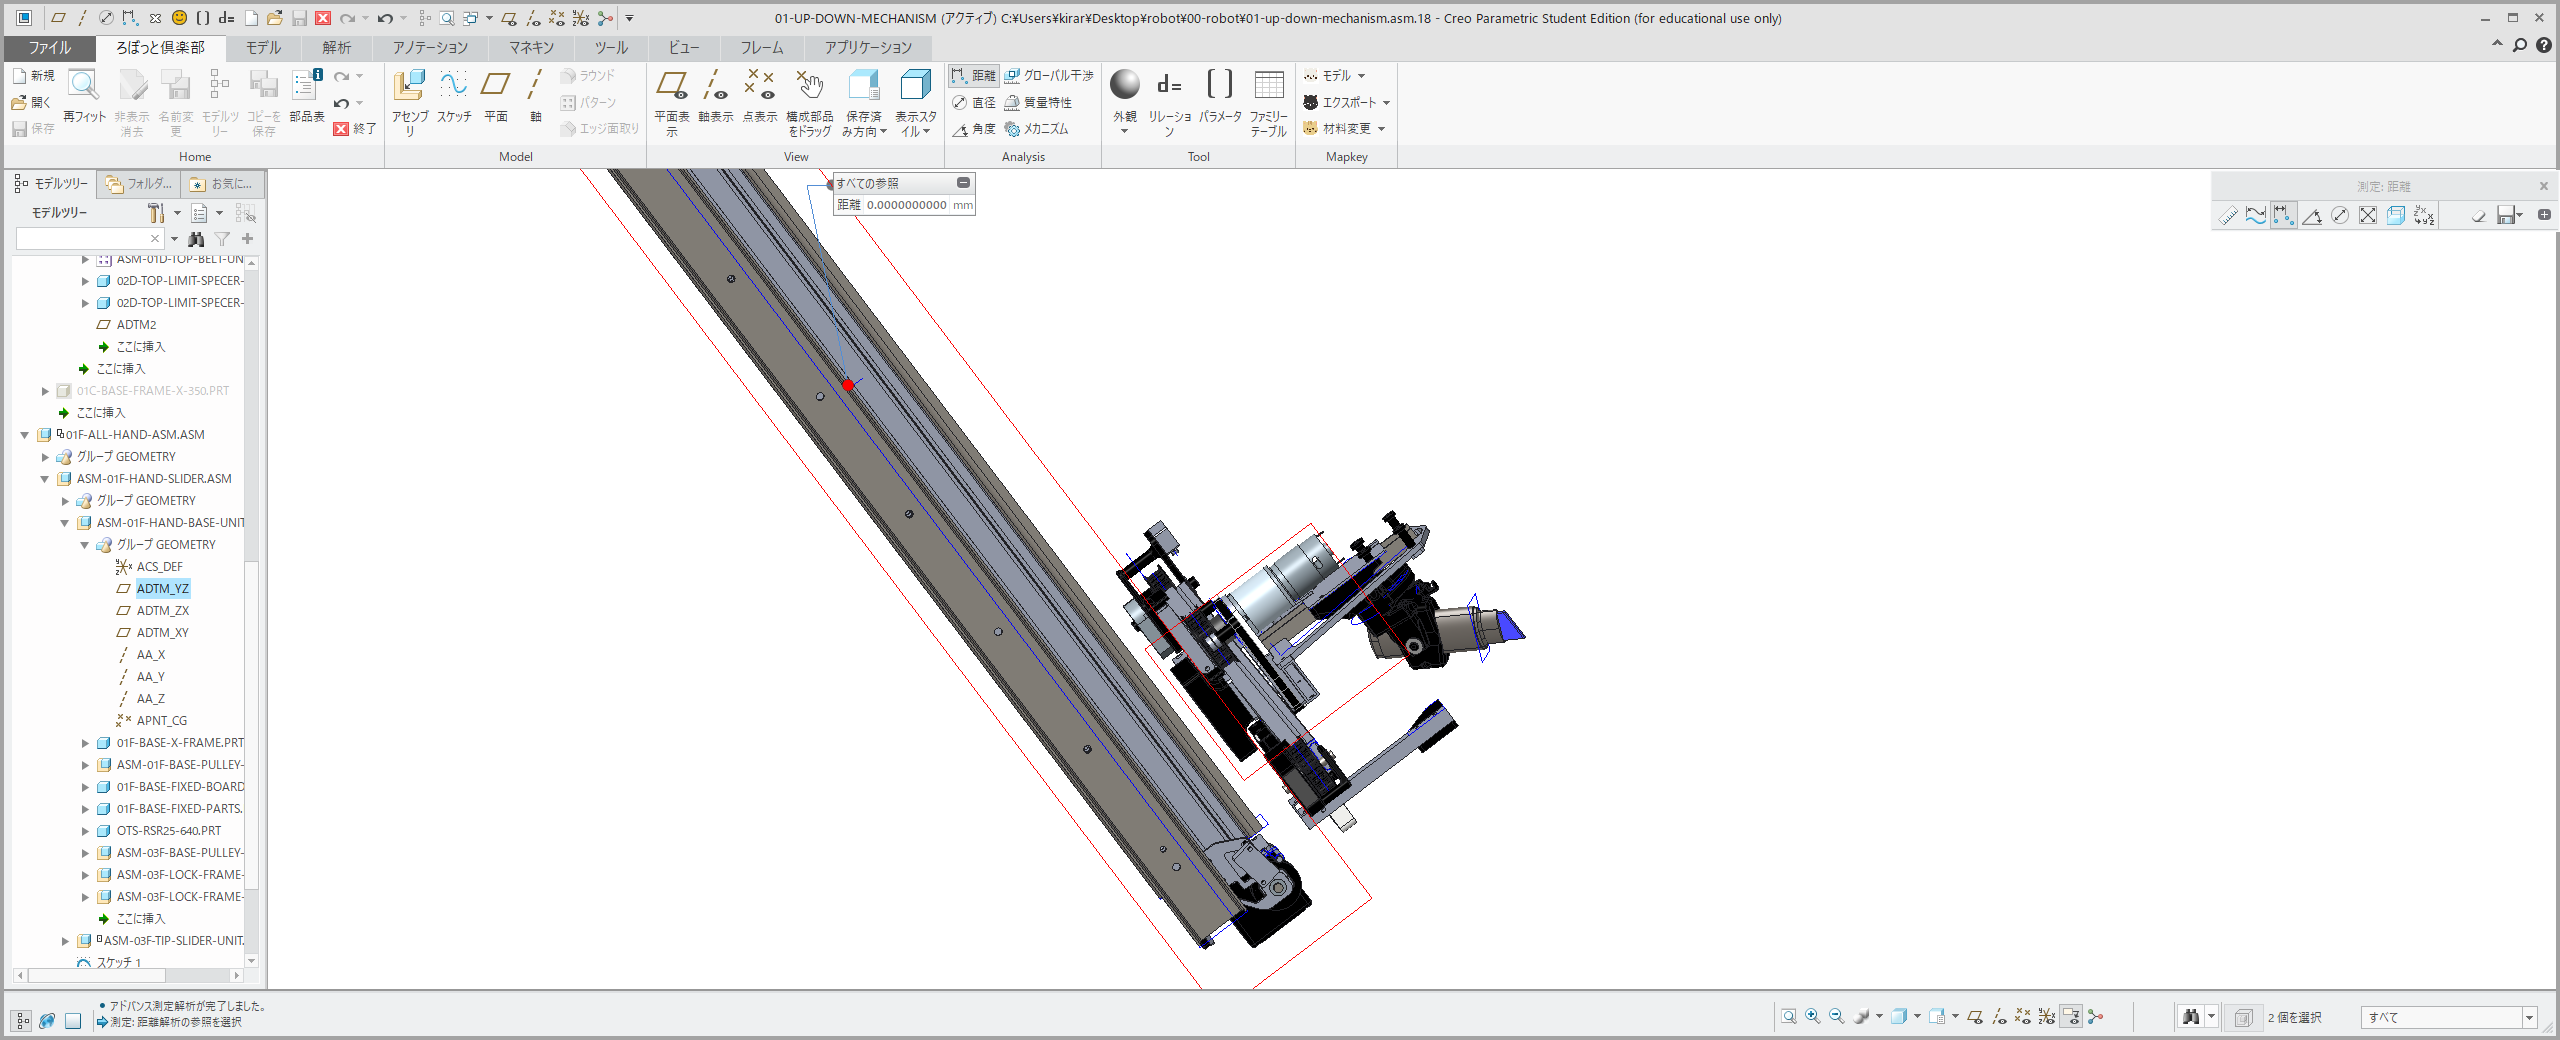 01-UP-DOWN-MECHANISM (アクティブ) C:¥Users¥kirar¥Desktop¥robot¥00-robot¥01-up-down-mechanism.asm.18 - Creo Parametric Student Edition (for educational use only)
ファイル ろぼっと倶楽部 モデル 解析 アノテーション マネキン ツール ビュー フレーム アプリケーション
新規
開く
保存
再フィット
非表示
消去
名前変
更
モデルツ
リー
コピーを
保存
部品表
終了
アセンブ
リ
スケッチ
平面
軸
ラウンド
パターン
エッジ面取り
平面表
示
軸表示
点表示
構成部品
をドラッグ
保存済
み方向
表示スタ
イル
距離
直径
角度
グローバル干渉
質量特性
メカニズム
外観
リレーショ
ン
パラメータ
ファミリー
テーブル
モデル
エクスポート
材料変更
Home Model View Analysis Tool Mapkey
モデルツリー フォルダ... お気に...
モデルツリー
ASM-01D-TOP-BELT-UN
02D-TOP-LIMIT-SPECER-
02D-TOP-LIMIT-SPECER-
ADTM2
ここに挿入
ここに挿入
01C-BASE-FRAME-X-350.PRT
ここに挿入
01F-ALL-HAND-ASM.ASM
グループ GEOMETRY
ASM-01F-HAND-SLIDER.ASM
グループ GEOMETRY
ASM-01F-HAND-BASE-UNIT
グループ GEOMETRY
ACS_DEF
ADTM_YZ
ADTM_ZX
ADTM_XY
AA_X
AA_Y
AA_Z
APNT_CG
01F-BASE-X-FRAME.PRT
ASM-01F-BASE-PULLEY-
01F-BASE-FIXED-BOARD
01F-BASE-FIXED-PARTS.
OTS-RSR25-640.PRT
ASM-03F-BASE-PULLEY-
ASM-03F-LOCK-FRAME-
ASM-03F-LOCK-FRAME-
ここに挿入
ASM-03F-TIP-SLIDER-UNIT.
スケッチ 1
すべての参照
距離 0.0000000000 mm
測定: 距離
アドバンス測定解析が完了しました。
測定: 距離解析の参照を選択
2 個を選択
すべて